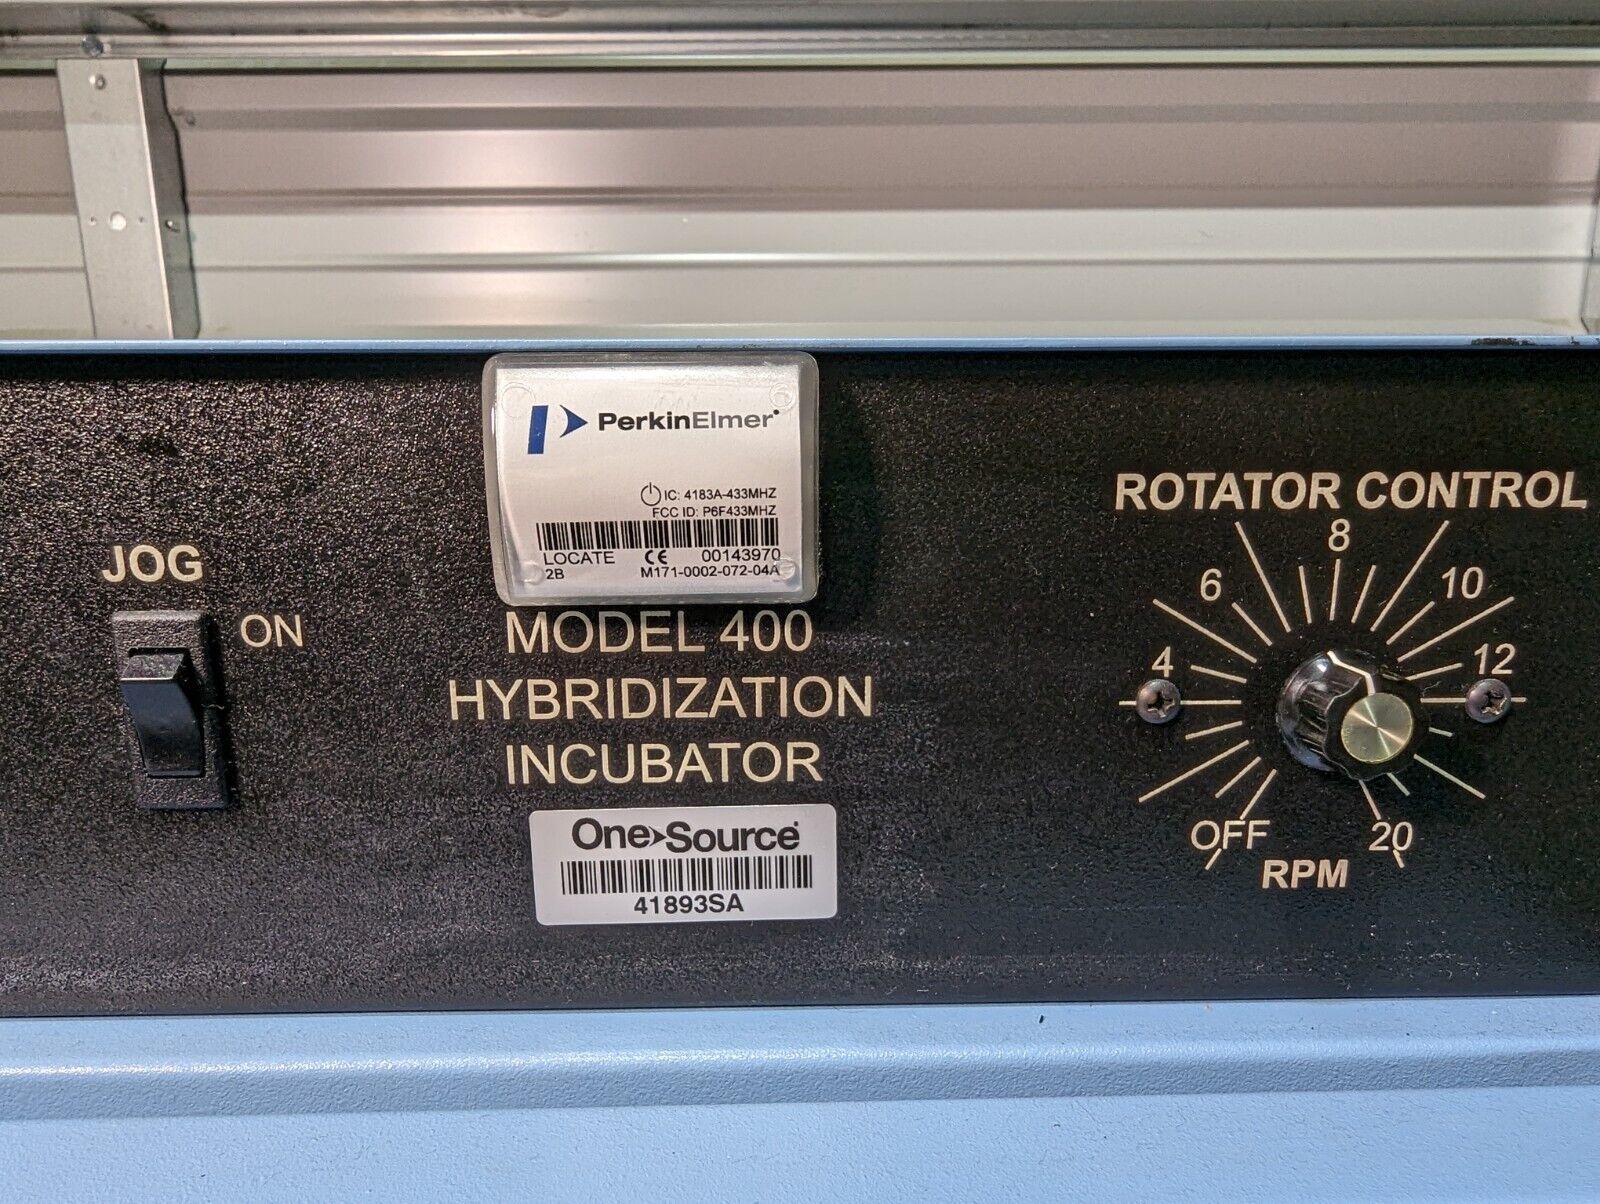 PerkinElmer
IC: 4183A-433MHZ
FCC ID: P6F433MHZ
LOCATE CE 00143970
2B M171-0002-072-04A
JOG
ON
MODEL 400
HYBRIDIZATION
INCUBATOR
One Source
41893SA
ROTATOR CONTROL
8
6 10
4 12
OFF 20
RPM